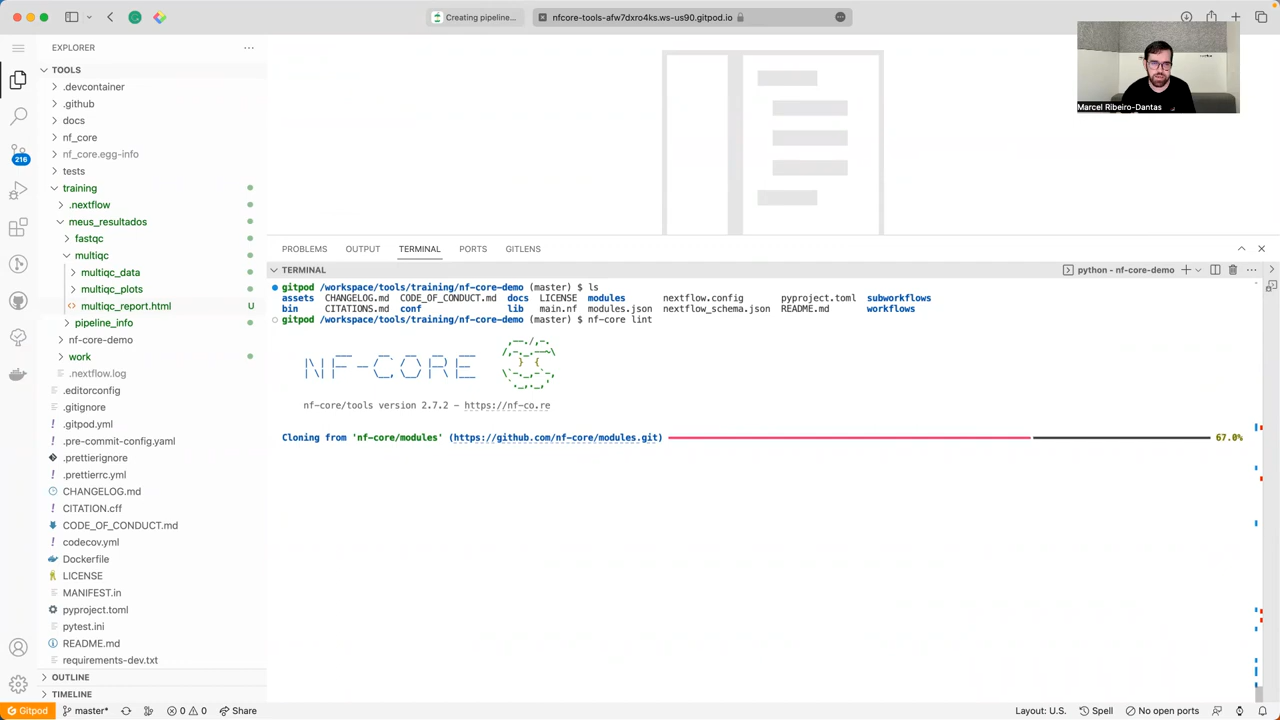 Creating pipeline...
nfcore-tools-afw7dxro4ks.ws-us90.gitpod.io
Marcel Ribeiro-Dantas
EXPLORER
TOOLS
.devcontainer
.github
docs
nf_core
nf_core.egg-info
tests
training
.nextflow
meus_resultados
fastqc
multiqc
multiqc_data
multiqc_plots
multiqc_report.html U
pipeline_info
nf-core-demo
work
.nextflow.log
.editorconfig
.gitignore
.gitpod.yml
.pre-commit-config.yaml
.prettierignore
.prettierrc.yml
CHANGELOG.md
CITATION.cff
CODE_OF_CONDUCT.md
codecov.yml
Dockerfile
LICENSE
MANIFEST.in
pyproject.toml
pytest.ini
README.md
requirements-dev.txt
OUTLINE
TIMELINE
216
PROBLEMS OUTPUT TERMINAL PORTS GITLENS
TERMINAL
python - nf-core-demo
gitpod /workspace/tools/training/nf-core-demo (master) $ ls
assets CHANGELOG.md CODE_OF_CONDUCT.md docs LICENSE modules nextflow.config pyproject.toml subworkflows
bin CITATIONS.md conf lib main.nf modules.json nextflow_schema.json README.md workflows
gitpod /workspace/tools/training/nf-core-demo (master) $ nf-core lint
NF-CORE
nf-core/tools version 2.7.2 - https://nf-co.re
Cloning from 'nf-core/modules' (https://github.com/nf-core/modules.git) 67.0%
Gitpod master* 0 0 Share Layout: U.S. Spell No open ports